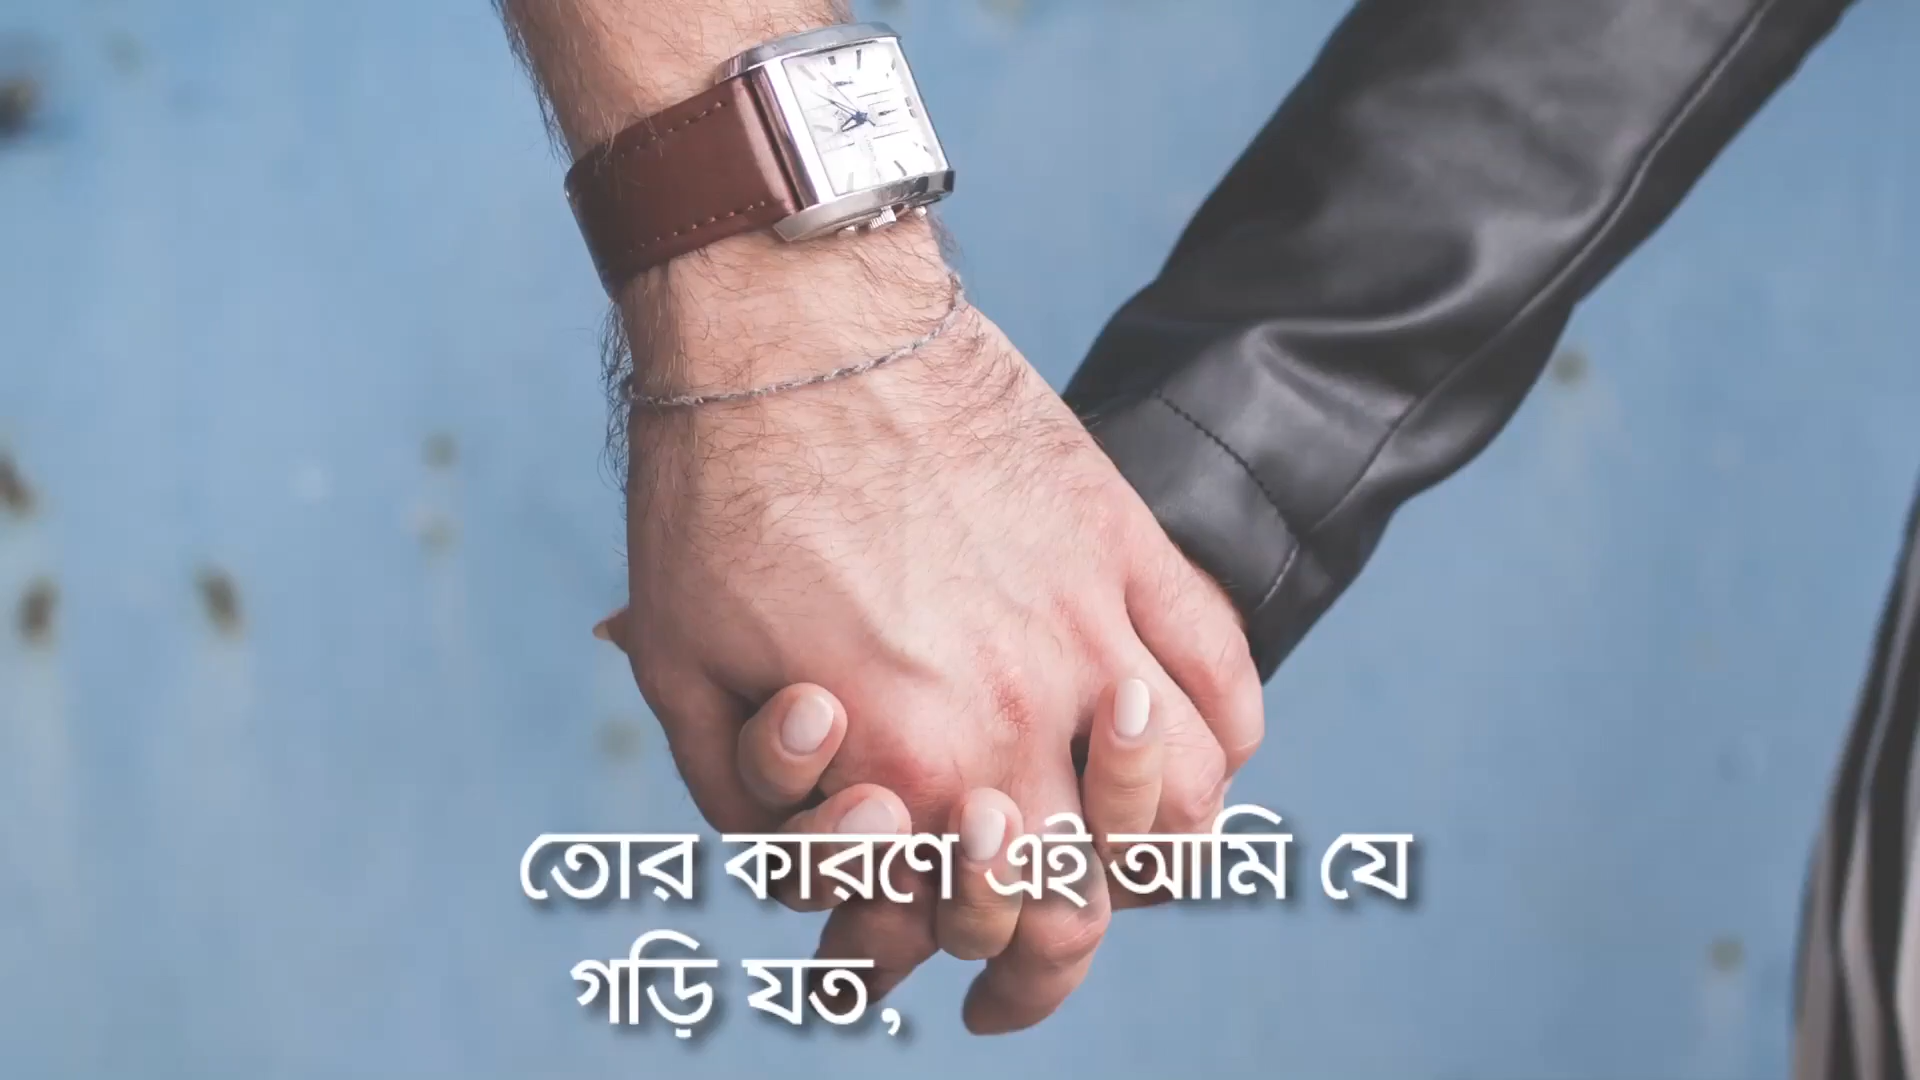 তোর কারণে এই আমি যে
গড়ি যত,